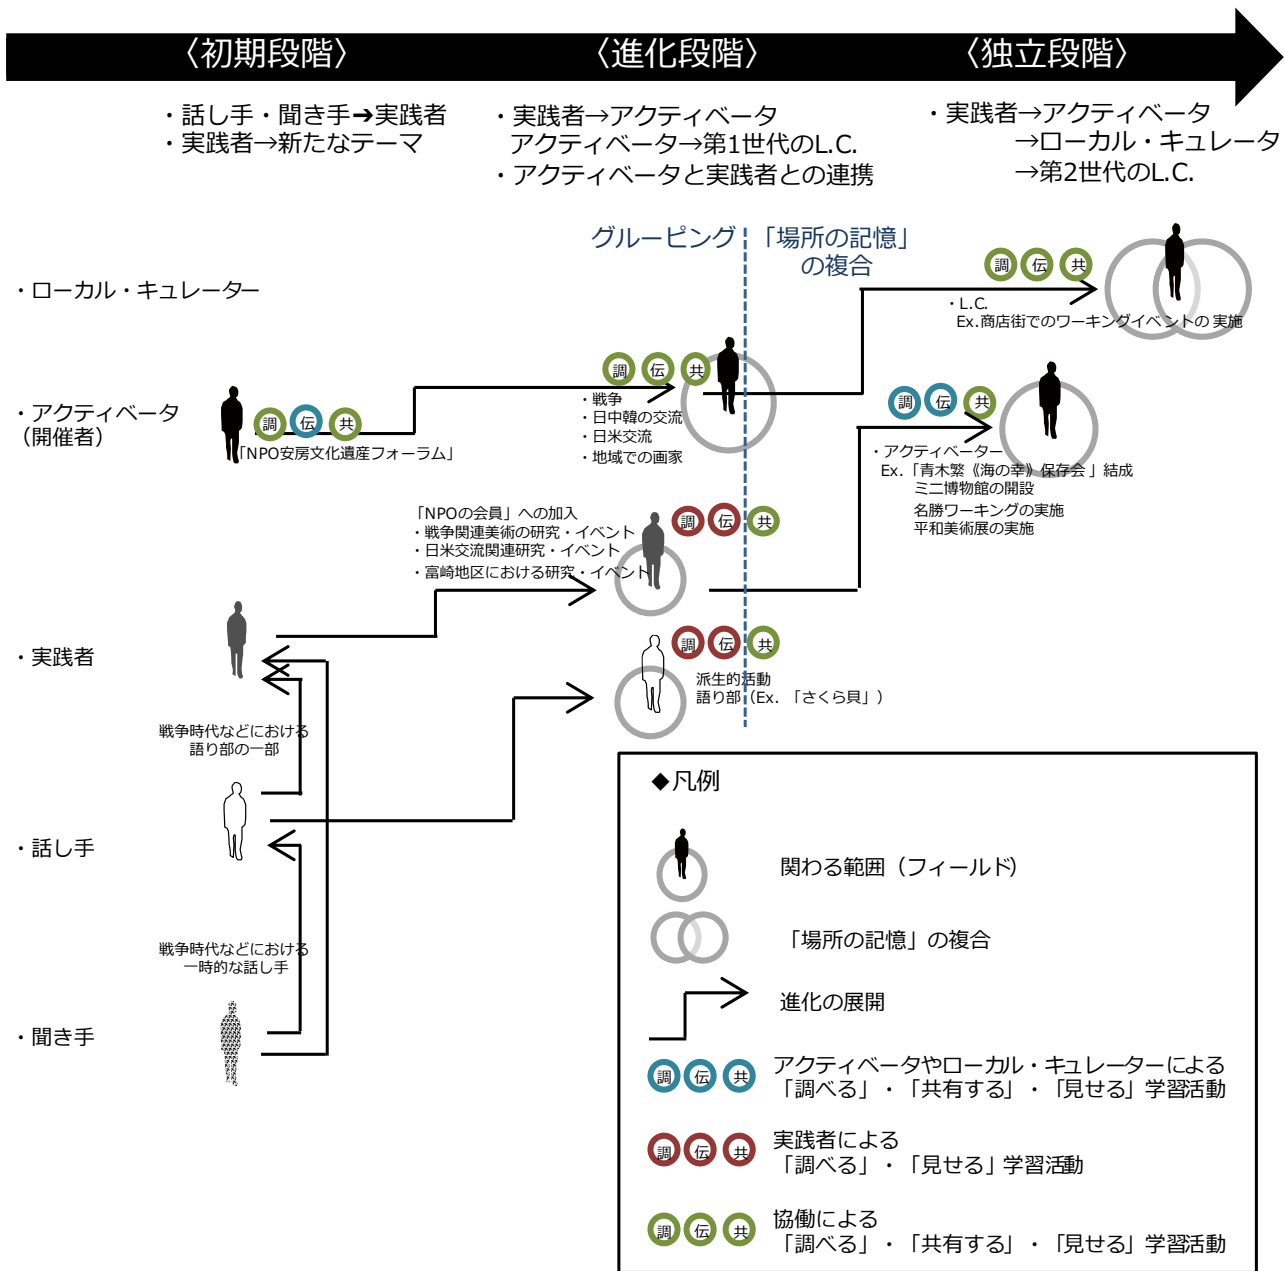 〈初期段階〉
〈進化段階〉
〈独立段階〉
・話し手・聞き手➔実践者
・実践者→新たなテーマ
・実践者→アクティベータ
アクティベータ→第1世代のL.C.
・アクティベータと実践者との連携
・実践者→アクティベータ
→ローカル・キュレータ
→第2世代のL.C.
グルーピング
「場所の記憶」
の複合
・ローカル・キュレーター
調 伝 共
・L.C.
Ex.商店街でのワーキングイベントの実施
・アクティベータ
（開催者）
調 伝 共
「NPO安房文化遺産フォーラム」
調 伝 共
・戦争
・日中韓の交流
・日米交流
・地域での画家
調 伝 共
・アクティベーター
Ex.「青木繁《海の幸》保存会」結成
ミニ博物館の開設
名勝ワーキングの実施
平和美術展の実施
「NPOの会員」への加入
・戦争関連美術の研究・イベント
・日米交流関連研究・イベント
・富崎地区における研究・イベント
調 伝 共
・実践者
調 伝 共
派生的活動
語り部（Ex. 「さくら貝」）
戦争時代などにおける
語り部の一部
・話し手
戦争時代などにおける
一時的な話し手
・聞き手
◆凡例
関わる範囲（フィールド）
「場所の記憶」の複合
進化の展開
調 伝 共
アクティベータやローカル・キュレーターによる
「調べる」・「共有する」・「見せる」学習活動
調 伝 共
実践者による
「調べる」・「見せる」学習活動
調 伝 共
協働による
「調べる」・「共有する」・「見せる」学習活動